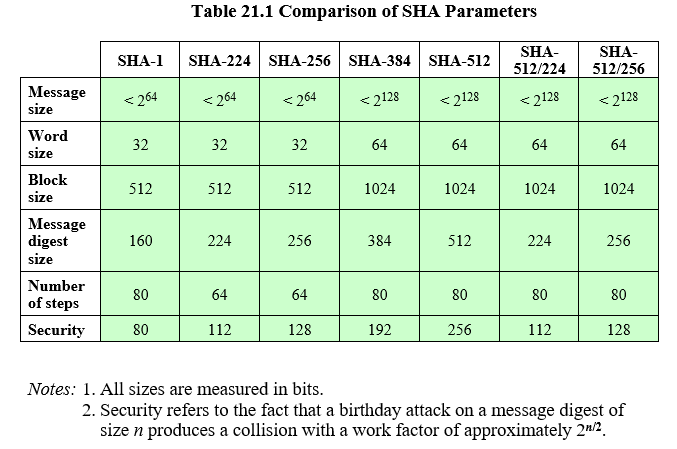 Table 21.1 Comparison of SHA Parameters
SHA-1 SHA-224 SHA-256 SHA-384 SHA-512 SHA-512/224 SHA-512/256
Message size < 2^64 < 2^64 < 2^64 < 2^128 < 2^128 < 2^128 < 2^128
Word size 32 32 32 64 64 64 64
Block size 512 512 512 1024 1024 1024 1024
Message digest size 160 224 256 384 512 224 256
Number of steps 80 64 64 80 80 80 80
Security 80 112 128 192 256 112 128
Notes: 1. All sizes are measured in bits.
2. Security refers to the fact that a birthday attack on a message digest of
size n produces a collision with a work factor of approximately 2^n/2.